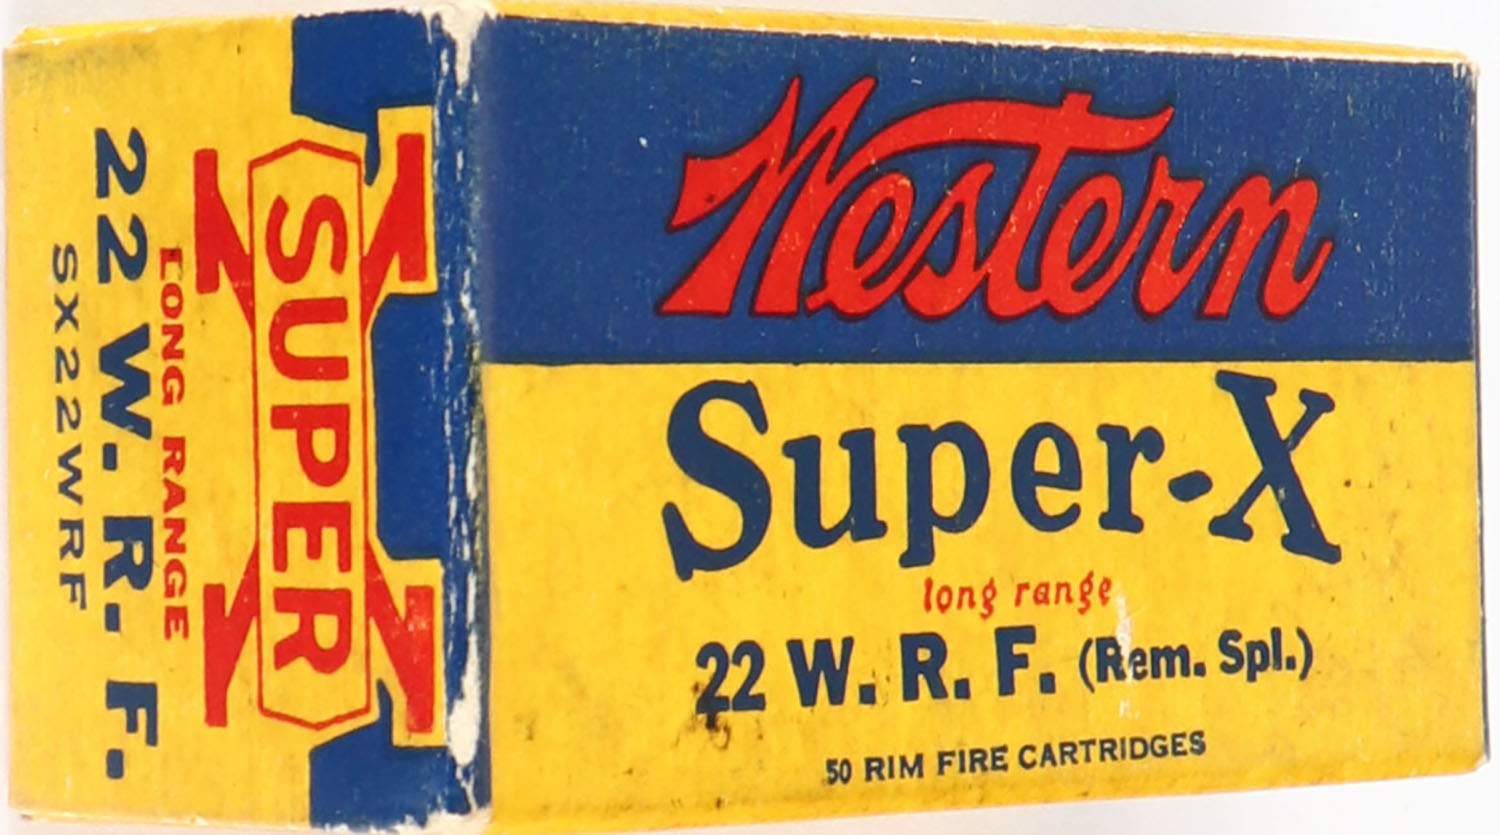 Western
Super-X
long range
22 W. R. F. (Rem. Spl.)
50 RIM FIRE CARTRIDGES
SUPER
X
LONG RANGE
22 W. R. F.
SX22WRF